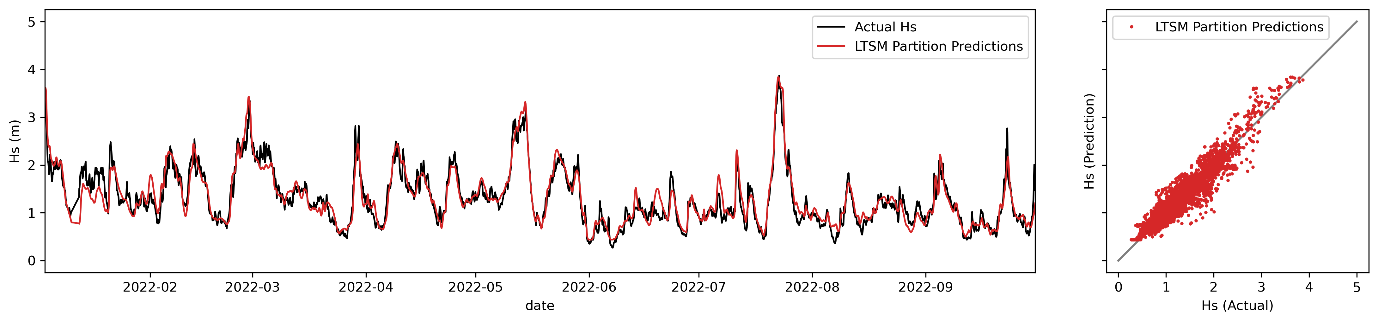 5
4
3
2
1
0
Hs (m)
Actual Hs
LTSM Partition Predictions
2022-02
2022-03
2022-04
2022-05
2022-06
2022-07
2022-08
2022-09
date
LTSM Partition Predictions
Hs (Prediction)
0
1
2
3
4
5
Hs (Actual)